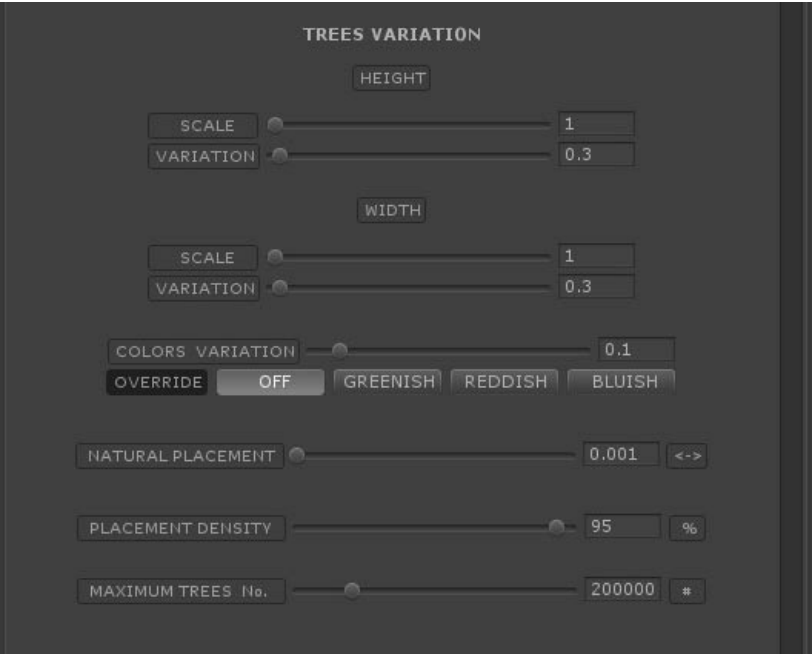 TREES VARIATION
HEIGHT
SCALE 1
VARIATION 0.3
WIDTH
SCALE 1
VARIATION 0.3
COLORS VARIATION 0.1
OVERRIDE OFF GREENISH REDDISH BLUISH
NATURAL PLACEMENT 0.001 <->
PLACEMENT DENSITY 95 %
MAXIMUM TREES No. 200000 #